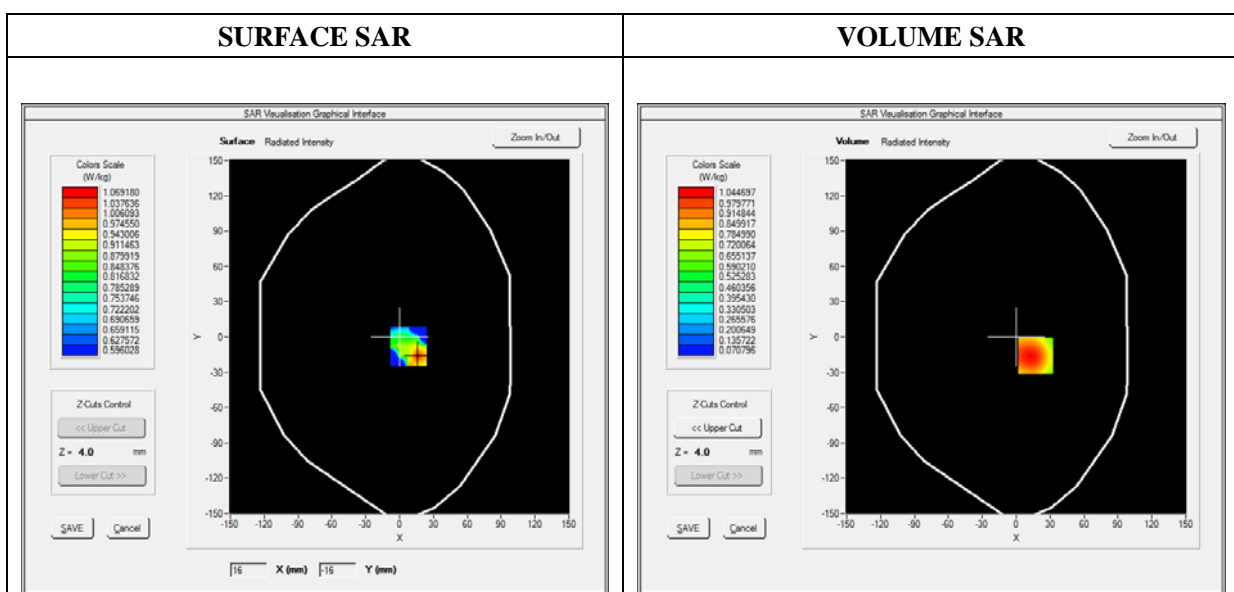 SURFACE SAR
VOLUME SAR
SAR Visualisation Graphical Interface
Surface Radiated Intensity
Zoom In/Out
Colors Scale
(W/kg)
1.069180
1.037636
1.006093
0.974550
0.943006
0.911463
0.879919
0.848376
0.816832
0.785289
0.753746
0.722202
0.690659
0.659115
0.627572
0.596028
150
120
90
60
30
0
-30
-60
-90
-120
-150
Y
-150 -120 -90 -60 -30 0 30 60 90 120 150
X
Z-Cuts Control
<< Upper Cut
Z = 4.0 mm
Lower Cut >>
SAVE Cancel
16 X (mm) -16 Y (mm)
SAR Visualisation Graphical Interface
Volume Radiated Intensity
Zoom In/Out
Colors Scale
(W/kg)
1.044697
0.979771
0.914844
0.849917
0.784990
0.720064
0.655137
0.590210
0.525283
0.460356
0.395430
0.330503
0.265576
0.200649
0.135722
0.070796
150
120
90
60
30
0
-30
-60
-90
-120
-150
Y
-150 -120 -90 -60 -30 0 30 60 90 120 150
X
Z-Cuts Control
<< Upper Cut
Z = 4.0 mm
Lower Cut >>
SAVE Cancel